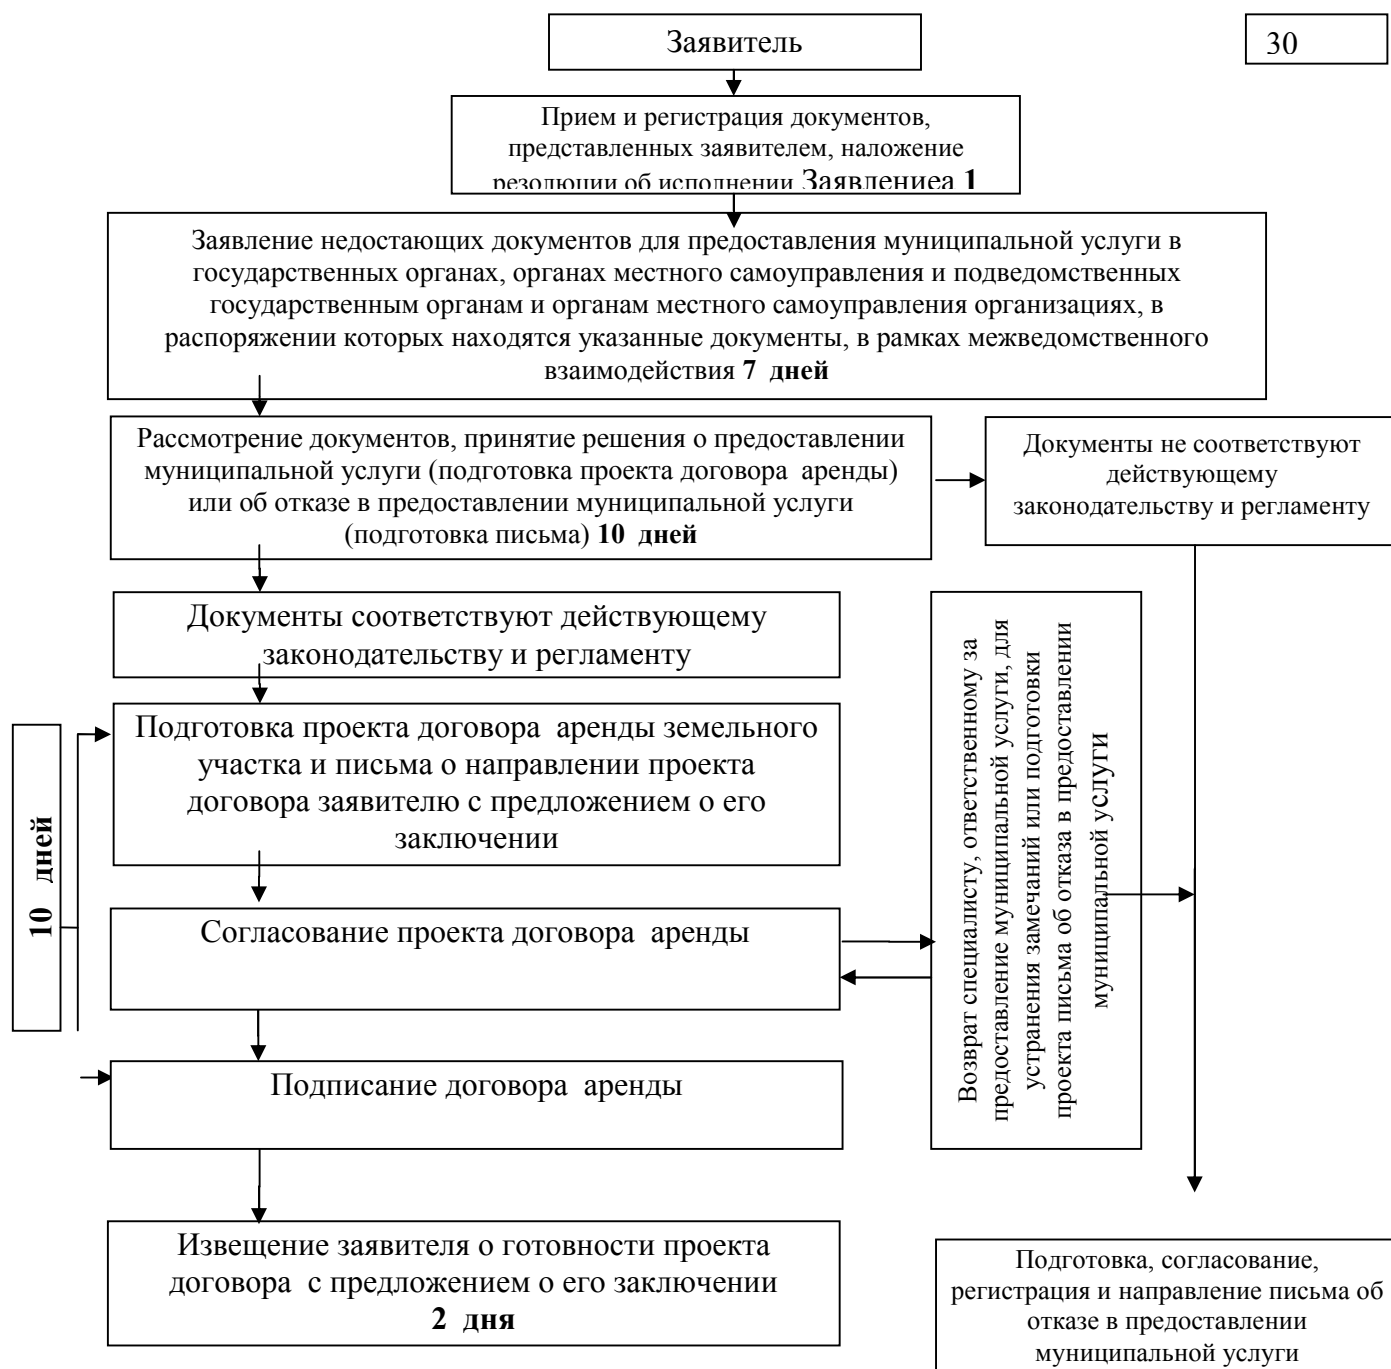 Заявитель
30
Прием и регистрация документов,
представленных заявителем, наложение
резолюции об исполнении Заявлениеа 1
Заявление недостающих документов для предоставления муниципальной услуги в
государственных органах, органах местного самоуправления и подведомственных
государственным органам и органам местного самоуправления организациях, в
распоряжении которых находятся указанные документы, в рамках межведомственного
взаимодействия 7 дней
Рассмотрение документов, принятие решения о предоставлении
муниципальной услуги (подготовка проекта договора аренды)
или об отказе в предоставлении муниципальной услуги
(подготовка письма) 10 дней
Документы не соответствуют
действующему
законодательству и регламенту
Документы соответствуют действующему
законодательству и регламенту
10 дней
Подготовка проекта договора аренды земельного
участка и письма о направлении проекта
договора заявителю с предложением о его
заключении
Согласование проекта договора аренды
Возврат специалисту, ответственному за
предоставление муниципальной услуги, для
устранения замечаний или подготовки
проекта письма об отказа в предоставлении
муниципальной услуги
Подписание договора аренды
Извещение заявителя о готовности проекта
договора с предложением о его заключении
2 дня
Подготовка, согласование,
регистрация и направление письма об
отказе в предоставлении
муниципальной услуги